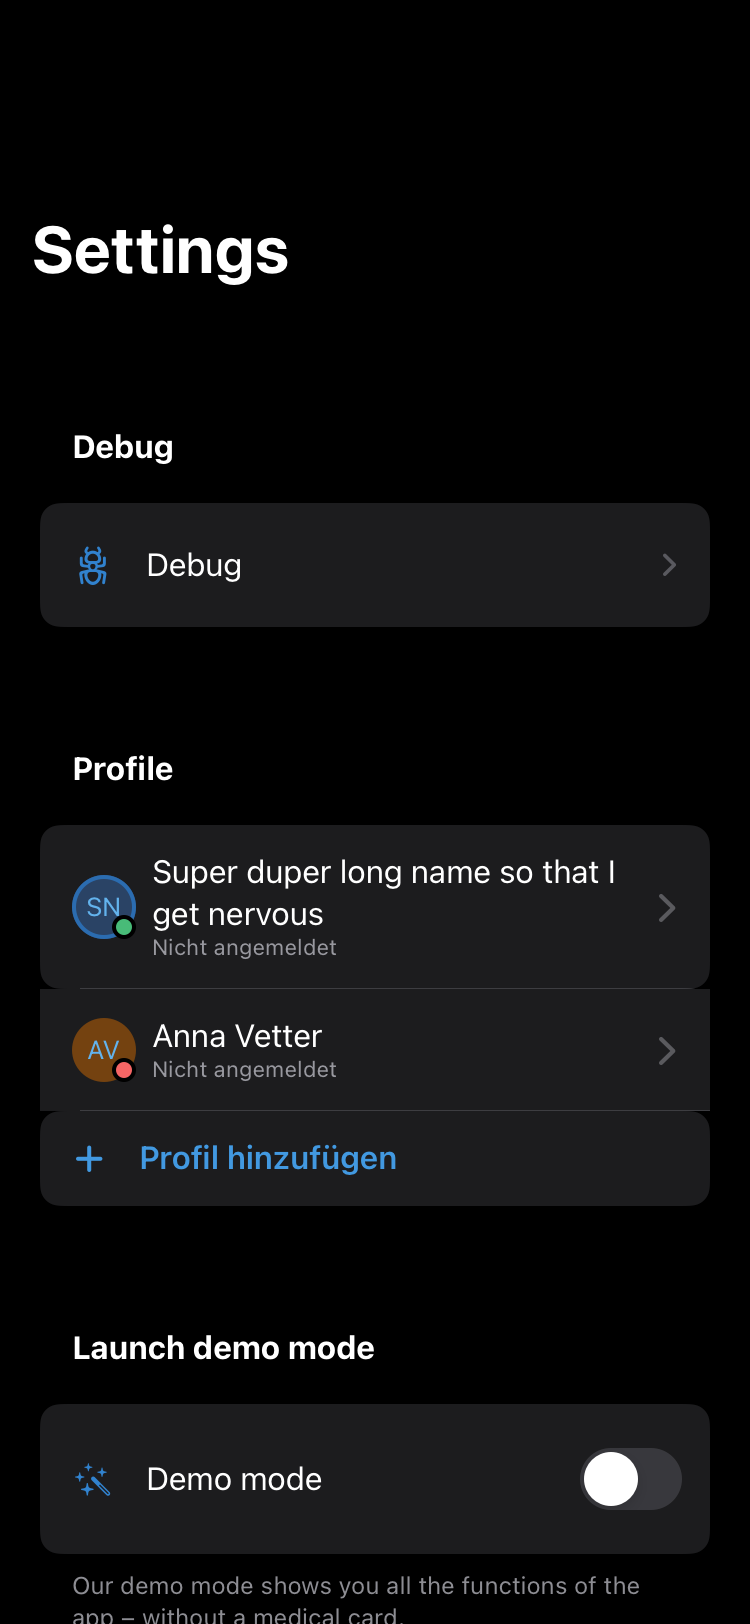 Settings
Debug
Debug
Profile
SN
Super duper long name so that I
get nervous
Nicht angemeldet
AV
Anna Vetter
Nicht angemeldet
Profil hinzufügen
Launch demo mode
Demo mode
Our demo mode shows you all the functions of the
app – without a medical card.